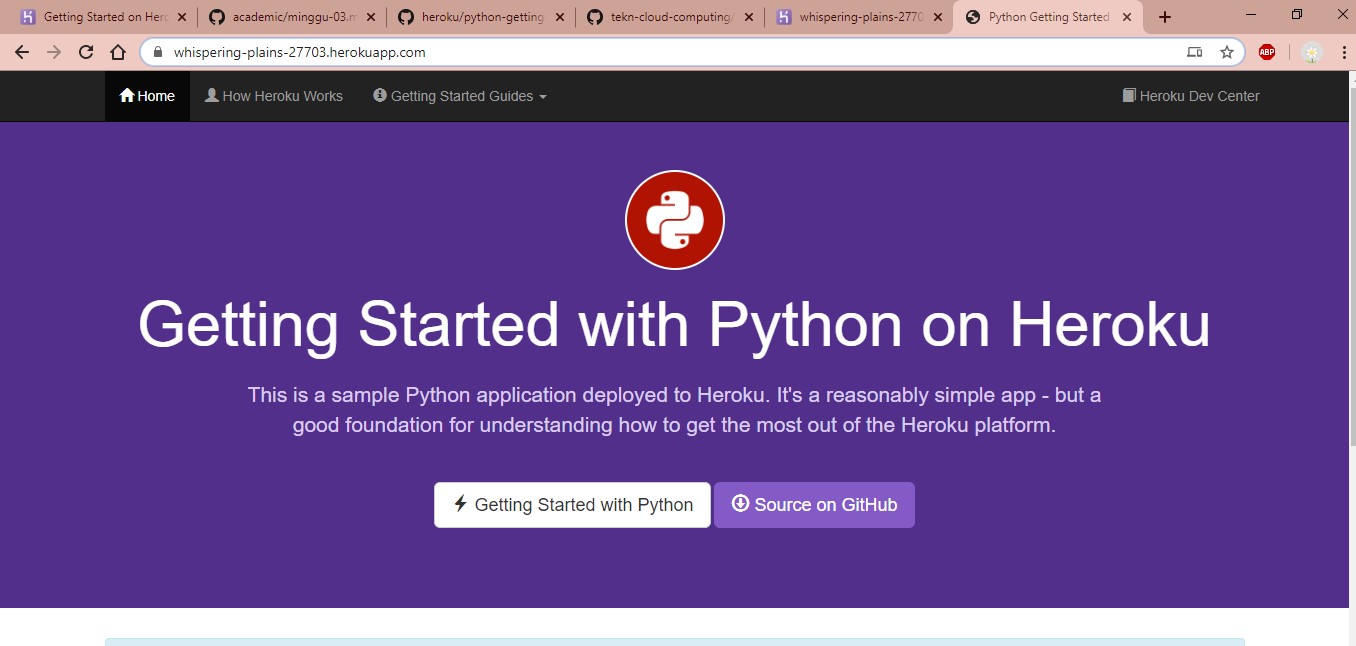 Getting Started on Hero
academic/minggu-03.m
heroku/python-getting
tekn-cloud-computing/
whispering-plains-2770
Python Getting Started
whispering-plains-27703.herokuapp.com
ABP
Home
How Heroku Works
Getting Started Guides
Heroku Dev Center
Getting Started with Python on Heroku
This is a sample Python application deployed to Heroku. It's a reasonably simple app - but a
good foundation for understanding how to get the most out of the Heroku platform.
Getting Started with Python
Source on GitHub